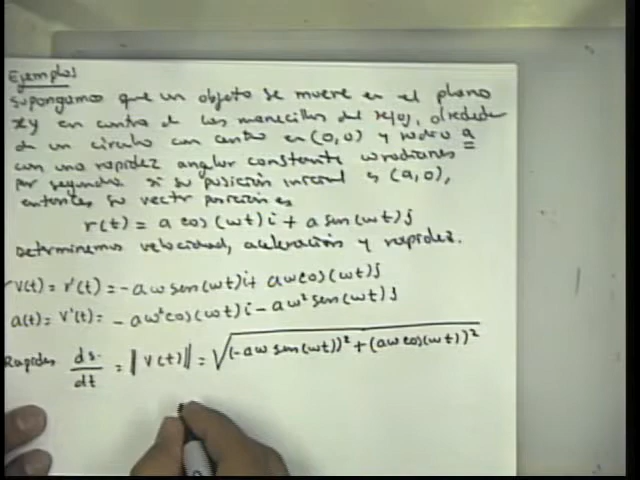 Ejemplos
Supongamos que un objeto se mueve en el plano
xy en contra de las manecillas del reloj, alrededor
de un circulo con centro en (0,0) y radio a
con una rapidez angular constante w radianes
por segundo si su posición inicial es (a,0),
entonces su vector posición es
r(t) = a cos(wt)i + a sen(wt)j
Determinemos velocidad, aceleración y rapidez.
v(t) = r'(t) = -aw sen(wt)i + aw cos(wt)j
a(t) = v'(t) = -aw² cos(wt)i - aw² sen(wt)j
Rapidez ds/dt = ||v(t)|| = √((-aw sen(wt))² + (aw cos(wt))²